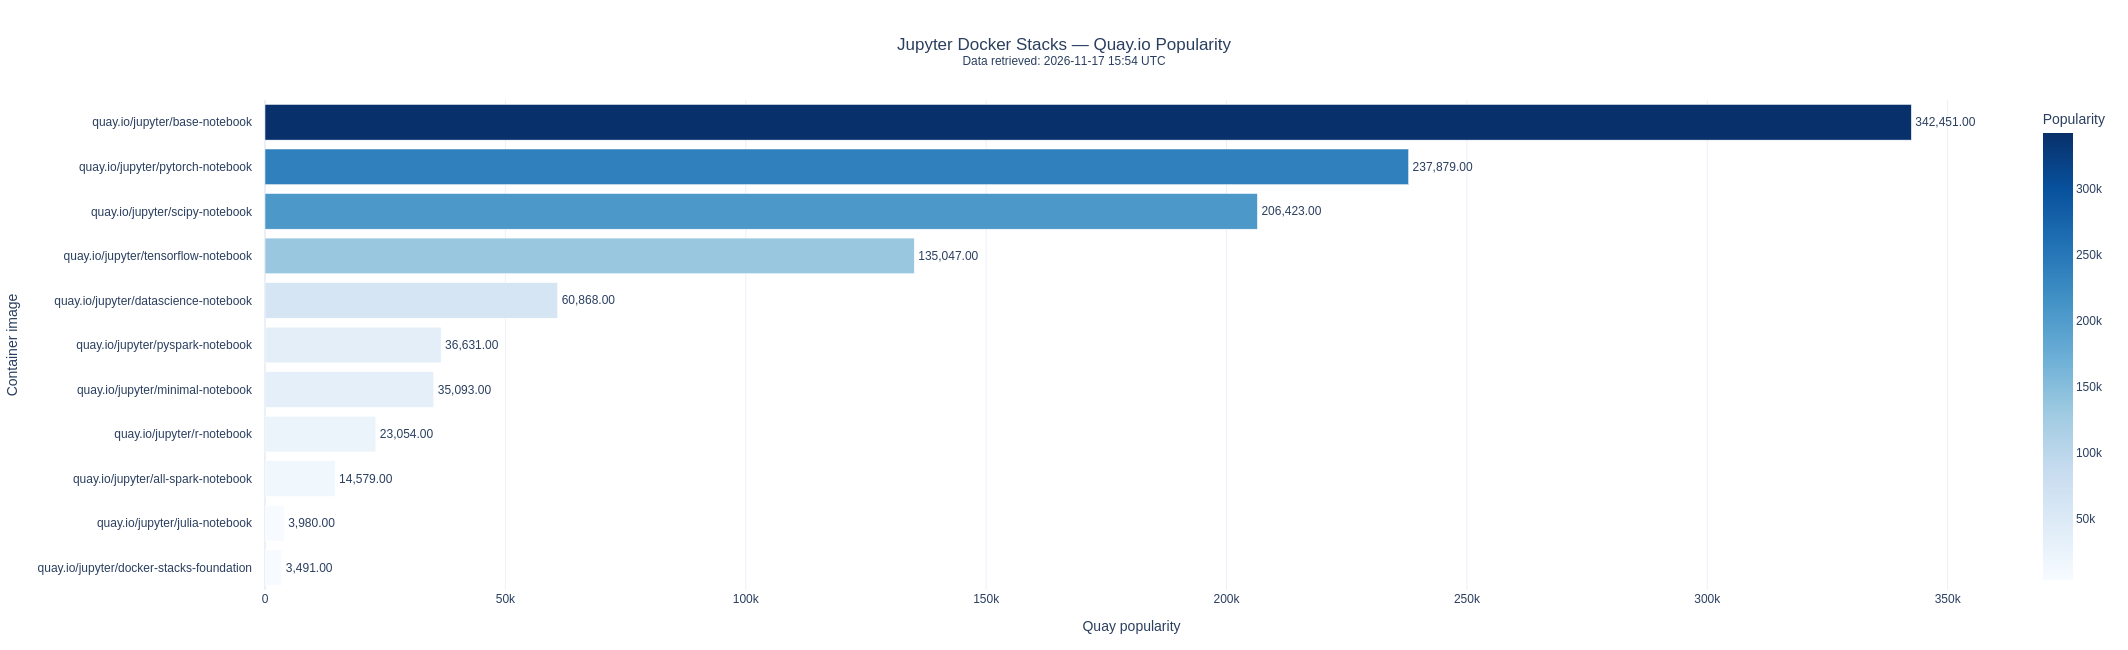 Jupyter Docker Stacks — Quay.io Popularity
Data retrieved: 2026-11-17 15:54 UTC
Container image
quay.io/jupyter/base-notebook 342,451.00
quay.io/jupyter/pytorch-notebook 237,879.00
quay.io/jupyter/scipy-notebook 206,423.00
quay.io/jupyter/tensorflow-notebook 135,047.00
quay.io/jupyter/datascience-notebook 60,868.00
quay.io/jupyter/pyspark-notebook 36,631.00
quay.io/jupyter/minimal-notebook 35,093.00
quay.io/jupyter/r-notebook 23,054.00
quay.io/jupyter/all-spark-notebook 14,579.00
quay.io/jupyter/julia-notebook 3,980.00
quay.io/jupyter/docker-stacks-foundation 3,491.00
0 50k 100k 150k 200k 250k 300k 350k
Quay popularity
Popularity
300k
250k
200k
150k
100k
50k